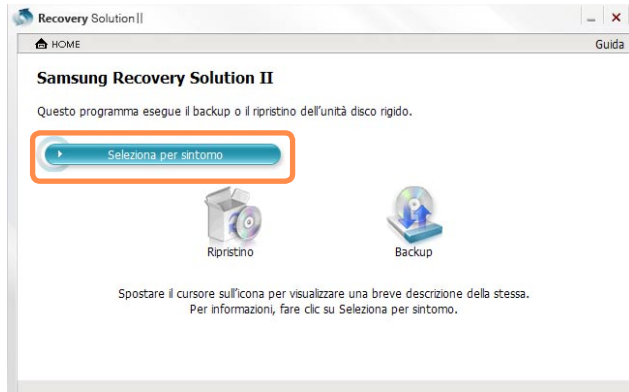 Recovery Solution II
HOME
Guida
Samsung Recovery Solution II
Questo programma esegue il backup o il ripristino dell'unità disco rigido.
Seleziona per sintomo
Ripristino
Backup
Spostare il cursore sull'icona per visualizzare una breve descrizione della stessa.
Per informazioni, fare clic su Seleziona per sintomo.